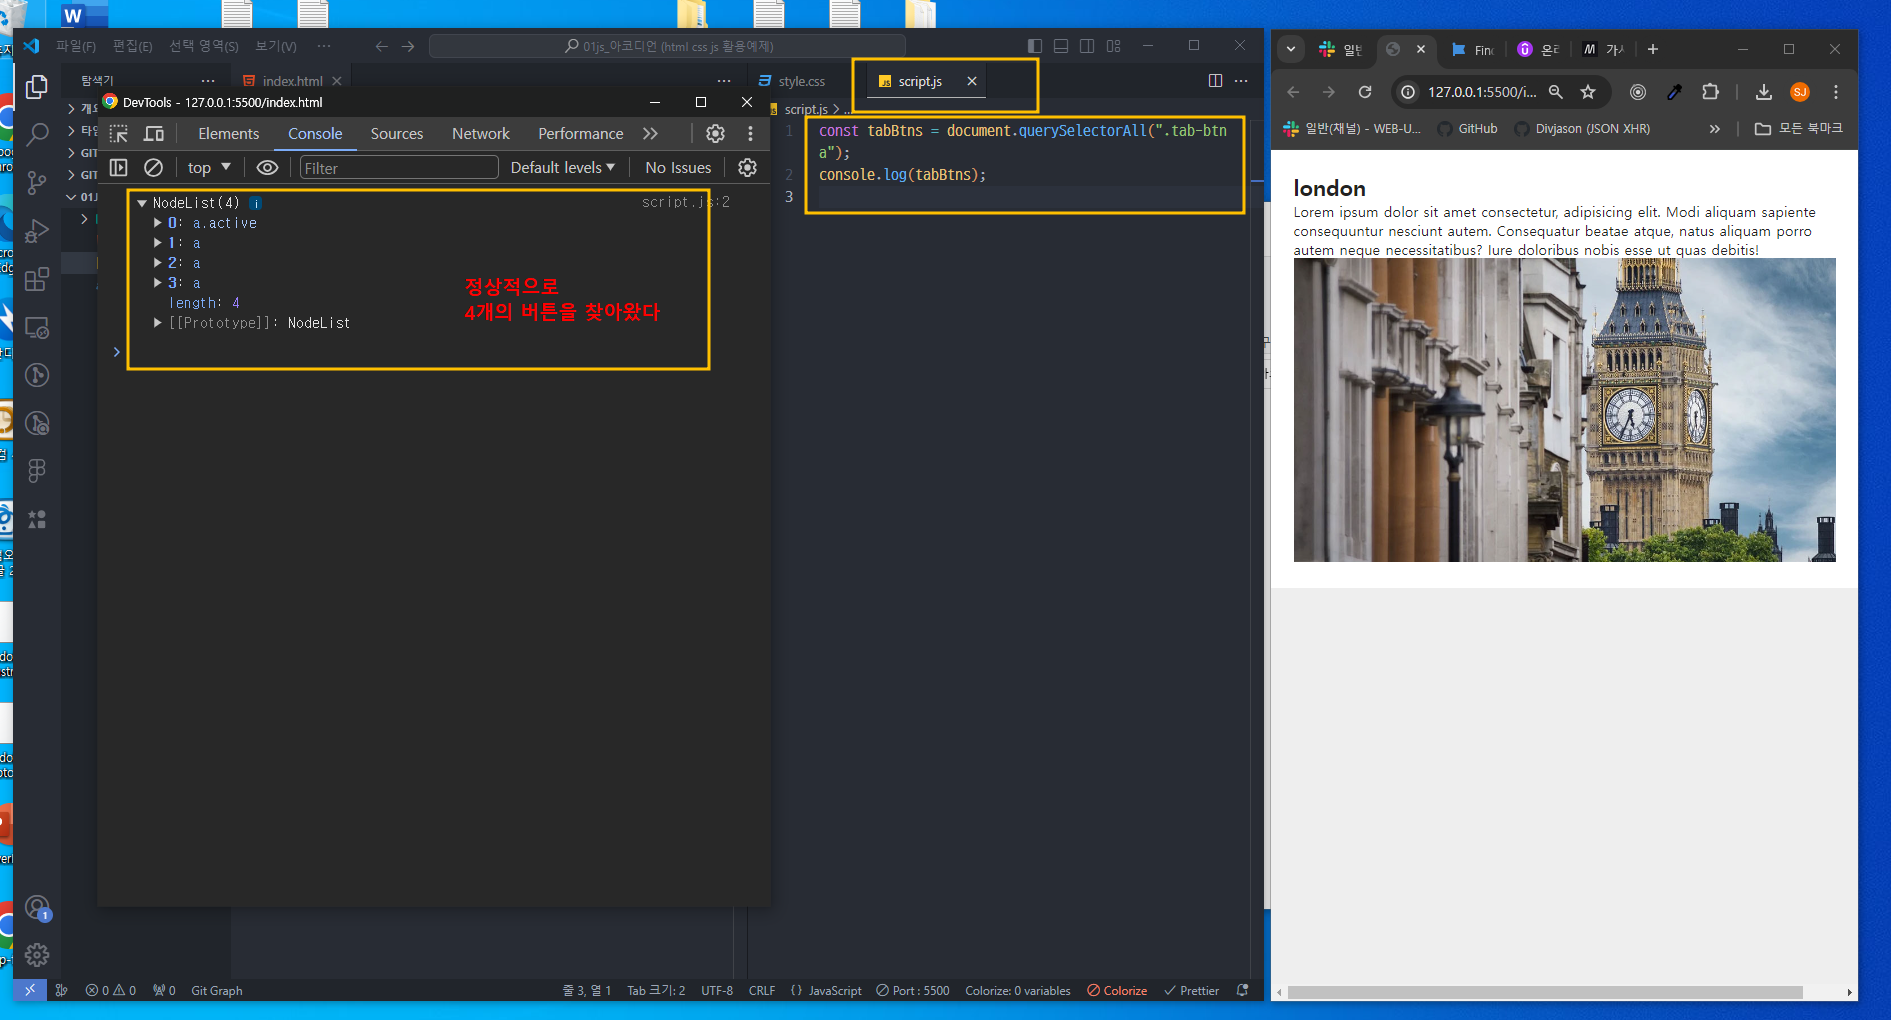 W
파일(F) 편집(E) 선택 영역(S) 보기(V) ···
01js_아코디언 (html css js 활용예제)
탐색기 ···
index.html
···
style.css
script.js
···
script.js > ...
DevTools - 127.0.0.1:5500/index.html
Elements Console Sources Network Performance
top Filter Default levels No Issues
NodeList(4) i script.js:2
0: a.active
1: a
2: a
3: a
length: 4
[[Prototype]]: NodeList
정상적으로
4개의 버튼을 찾아왔다
1 const tabBtns = document.querySelectorAll(".tab-btn
a");
2 console.log(tabBtns);
3
일반 Fin 온 M 가시
127.0.0.1:5500/i... SJ
일반(채널) - WEB-U... GitHub Divjason (JSON XHR) 모든 북마크
london
Lorem ipsum dolor sit amet consectetur, adipisicing elit. Modi aliquam sapiente
consequuntur nesciunt autem. Consequatur beatae atque, natus aliquam porro
autem neque necessitatibus? Iure doloribus nobis esse ut quas debitis!
1
0 0 0 Git Graph 줄 3, 열 1 Tab 크기: 2 UTF-8 CRLF {} JavaScript Port : 5500 Colorize: 0 variables Colorize Prettier